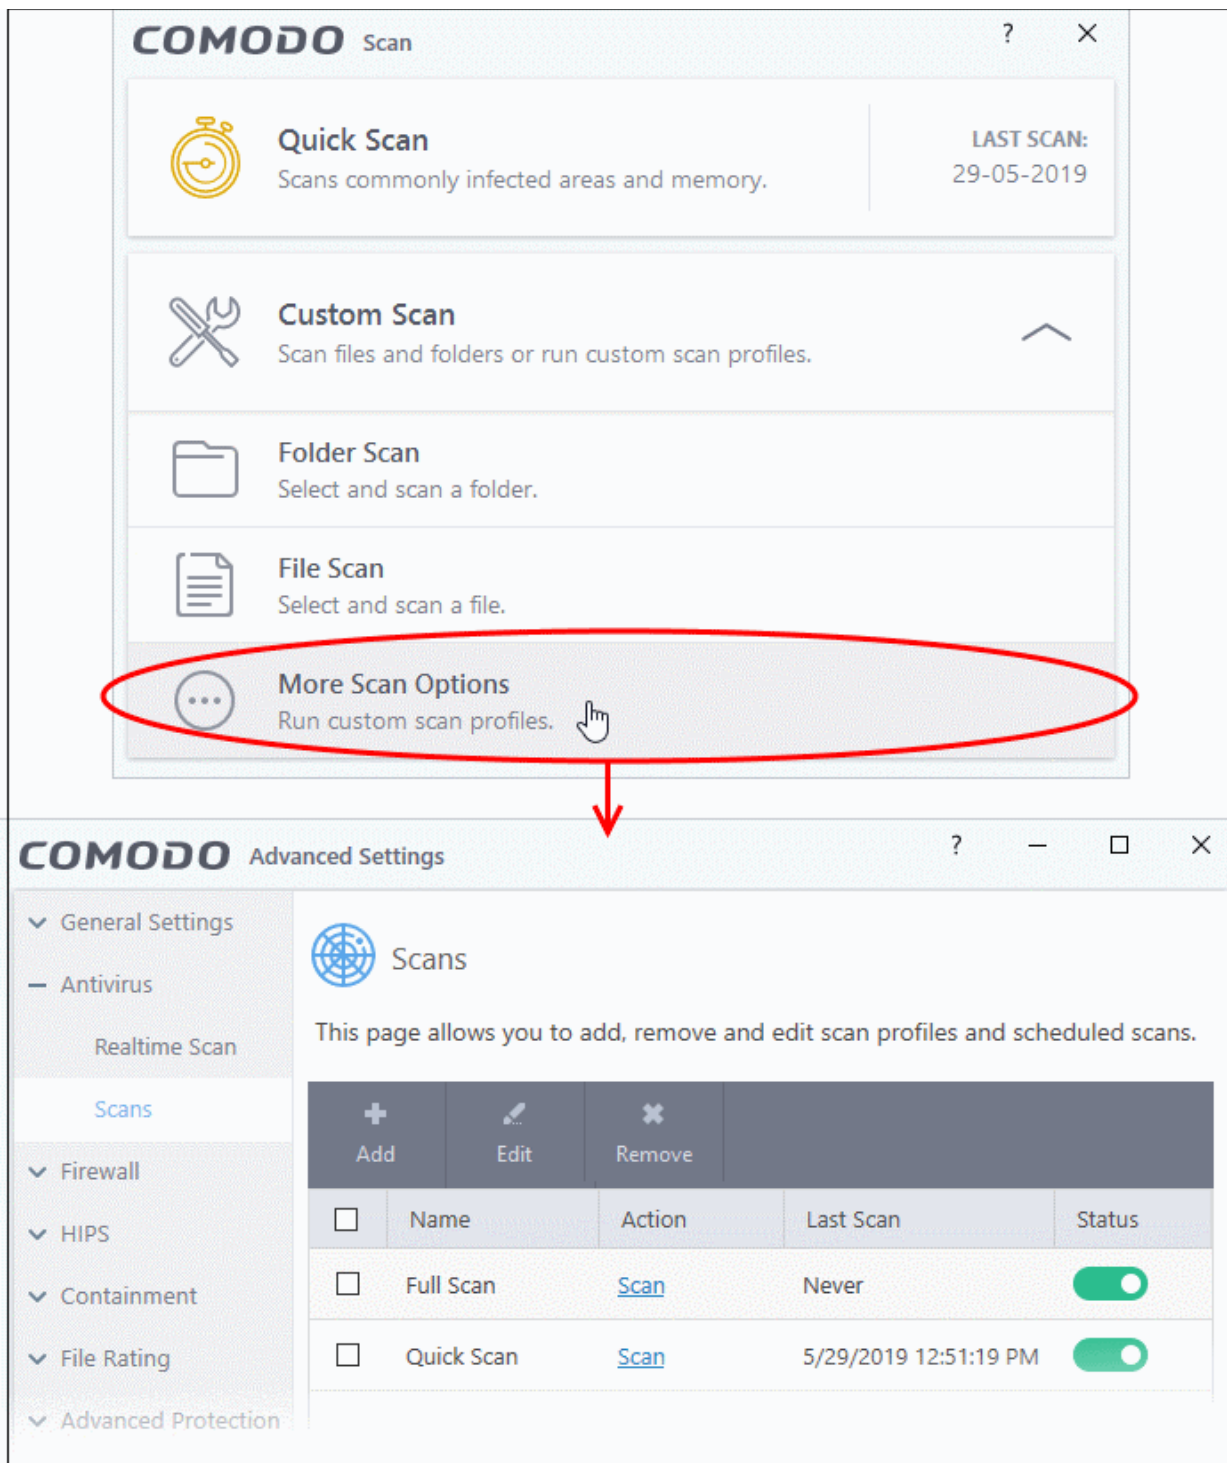 COMODO Scan ?
Quick Scan
Scans commonly infected areas and memory.
LAST SCAN:
29-05-2019
Custom Scan
Scan files and folders or run custom scan profiles.
Folder Scan
Select and scan a folder.
File Scan
Select and scan a file.
More Scan Options
Run custom scan profiles.
COMODO Advanced Settings ?
General Settings
Antivirus
Realtime Scan
Scans
Firewall
HIPS
Containment
File Rating
Advanced Protection
Scans
This page allows you to add, remove and edit scan profiles and scheduled scans.
Add Edit Remove
Name Action Last Scan Status
Full Scan Scan Never
Quick Scan Scan 5/29/2019 12:51:19 PM